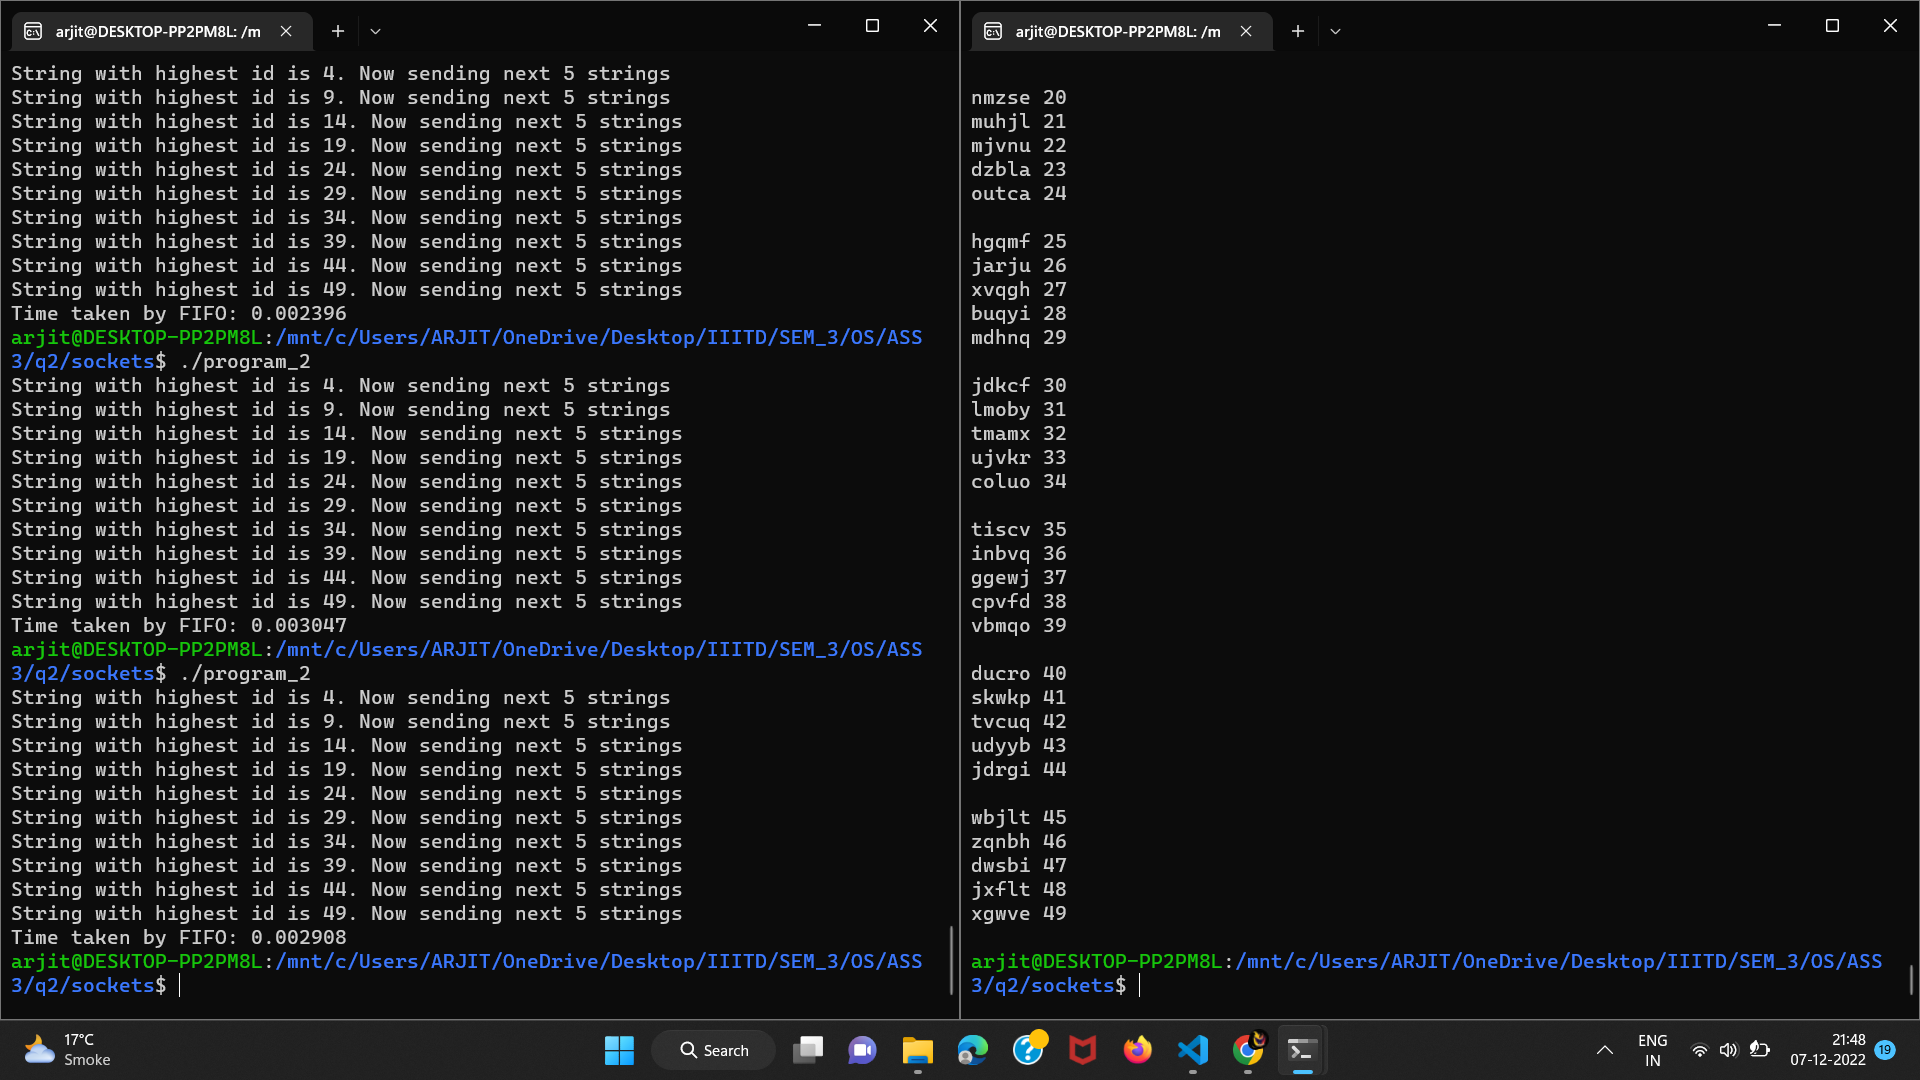 arjit@DESKTOP-PP2PM8L: /m
String with highest id is 4. Now sending next 5 strings
String with highest id is 9. Now sending next 5 strings
String with highest id is 14. Now sending next 5 strings
String with highest id is 19. Now sending next 5 strings
String with highest id is 24. Now sending next 5 strings
String with highest id is 29. Now sending next 5 strings
String with highest id is 34. Now sending next 5 strings
String with highest id is 39. Now sending next 5 strings
String with highest id is 44. Now sending next 5 strings
String with highest id is 49. Now sending next 5 strings
Time taken by FIFO: 0.002396
arjit@DESKTOP-PP2PM8L:/mnt/c/Users/ARJIT/OneDrive/Desktop/IIITD/SEM_3/OS/ASS
3/q2/sockets$ ./program_2
String with highest id is 4. Now sending next 5 strings
String with highest id is 9. Now sending next 5 strings
String with highest id is 14. Now sending next 5 strings
String with highest id is 19. Now sending next 5 strings
String with highest id is 24. Now sending next 5 strings
String with highest id is 29. Now sending next 5 strings
String with highest id is 34. Now sending next 5 strings
String with highest id is 39. Now sending next 5 strings
String with highest id is 44. Now sending next 5 strings
String with highest id is 49. Now sending next 5 strings
Time taken by FIFO: 0.003047
arjit@DESKTOP-PP2PM8L:/mnt/c/Users/ARJIT/OneDrive/Desktop/IIITD/SEM_3/OS/ASS
3/q2/sockets$ ./program_2
String with highest id is 4. Now sending next 5 strings
String with highest id is 9. Now sending next 5 strings
String with highest id is 14. Now sending next 5 strings
String with highest id is 19. Now sending next 5 strings
String with highest id is 24. Now sending next 5 strings
String with highest id is 29. Now sending next 5 strings
String with highest id is 34. Now sending next 5 strings
String with highest id is 39. Now sending next 5 strings
String with highest id is 44. Now sending next 5 strings
String with highest id is 49. Now sending next 5 strings
Time taken by FIFO: 0.002908
arjit@DESKTOP-PP2PM8L:/mnt/c/Users/ARJIT/OneDrive/Desktop/IIITD/SEM_3/OS/ASS
3/q2/sockets$
arjit@DESKTOP-PP2PM8L: /m
nmzse 20
muhjl 21
mjvnu 22
dzbla 23
outca 24
hgqmf 25
jarju 26
xvqgh 27
buqyi 28
mdhnq 29
jdkcf 30
lmoby 31
tmamx 32
ujvkr 33
coluo 34
tiscv 35
inbvq 36
ggewj 37
cpvfd 38
vbmqo 39
ducro 40
skwkp 41
tvcuq 42
udyyb 43
jdrgi 44
wbjlt 45
zqnbh 46
dwsbi 47
jxflt 48
xgwve 49
arjit@DESKTOP-PP2PM8L:/mnt/c/Users/ARJIT/OneDrive/Desktop/IIITD/SEM_3/OS/ASS
3/q2/sockets$
17°C
Smoke
Search
ENG
IN
21:48
07-12-2022
19